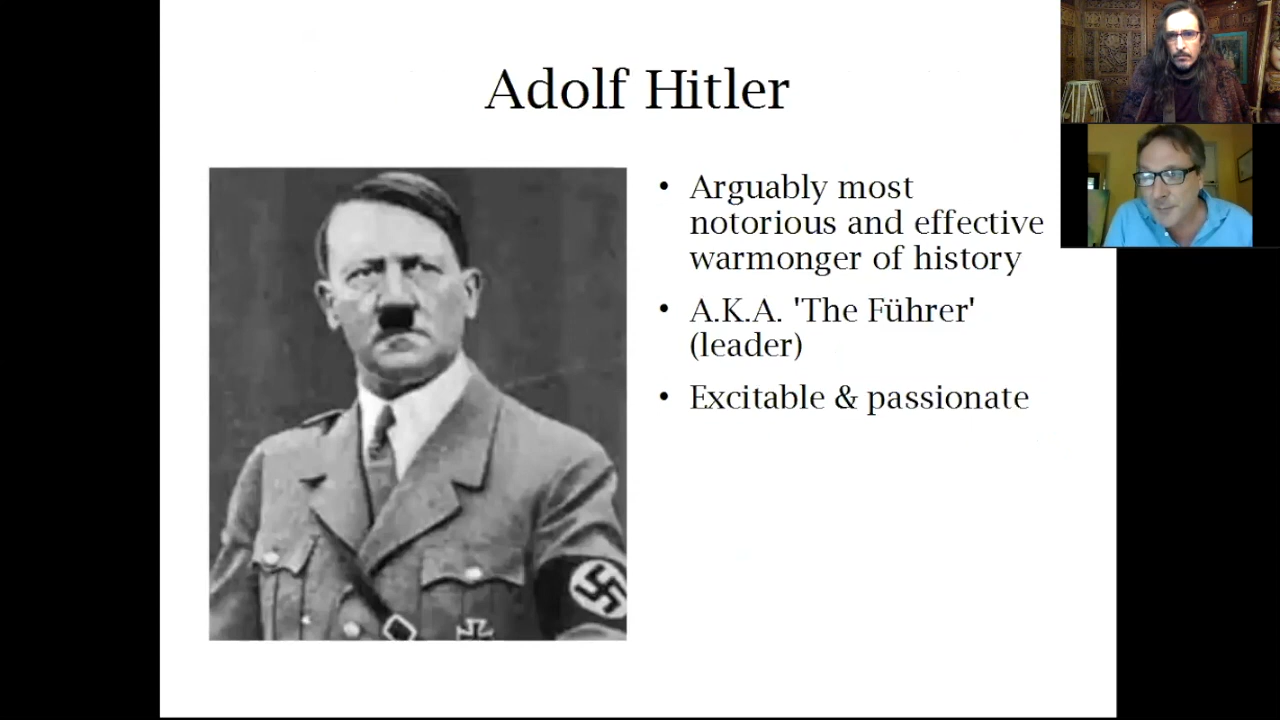 Adolf Hitler
• Arguably most
notorious and effective
warmonger of history
• A.K.A. 'The Führer'
(leader)
• Excitable & passionate